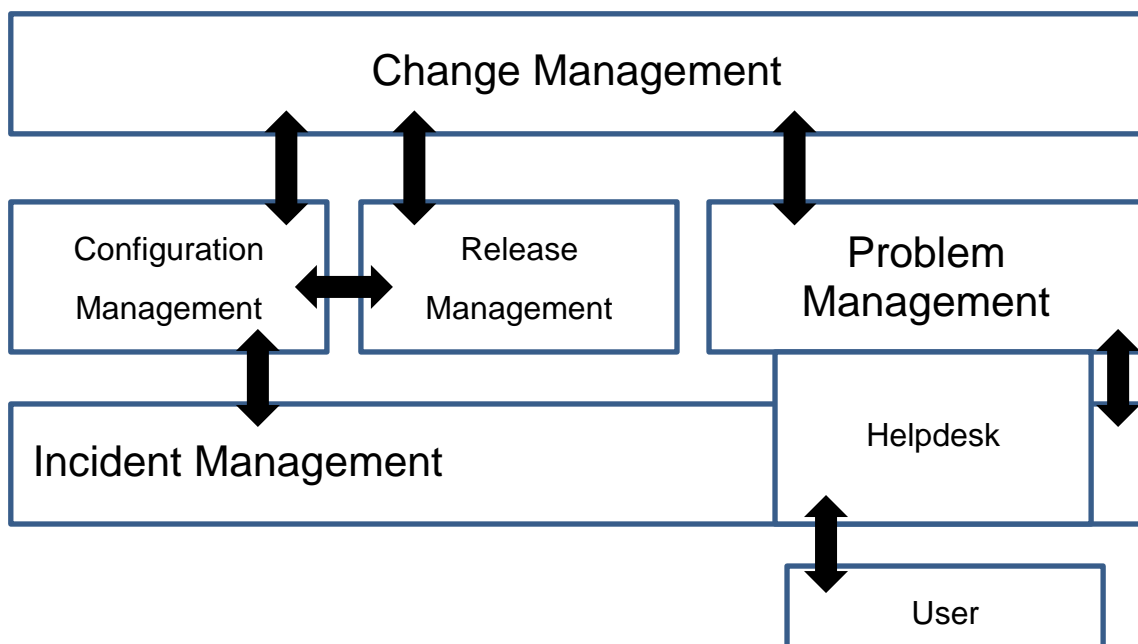 Change Management
Configuration
Management
Release
Management
Problem
Management
Helpdesk
Incident Management
User